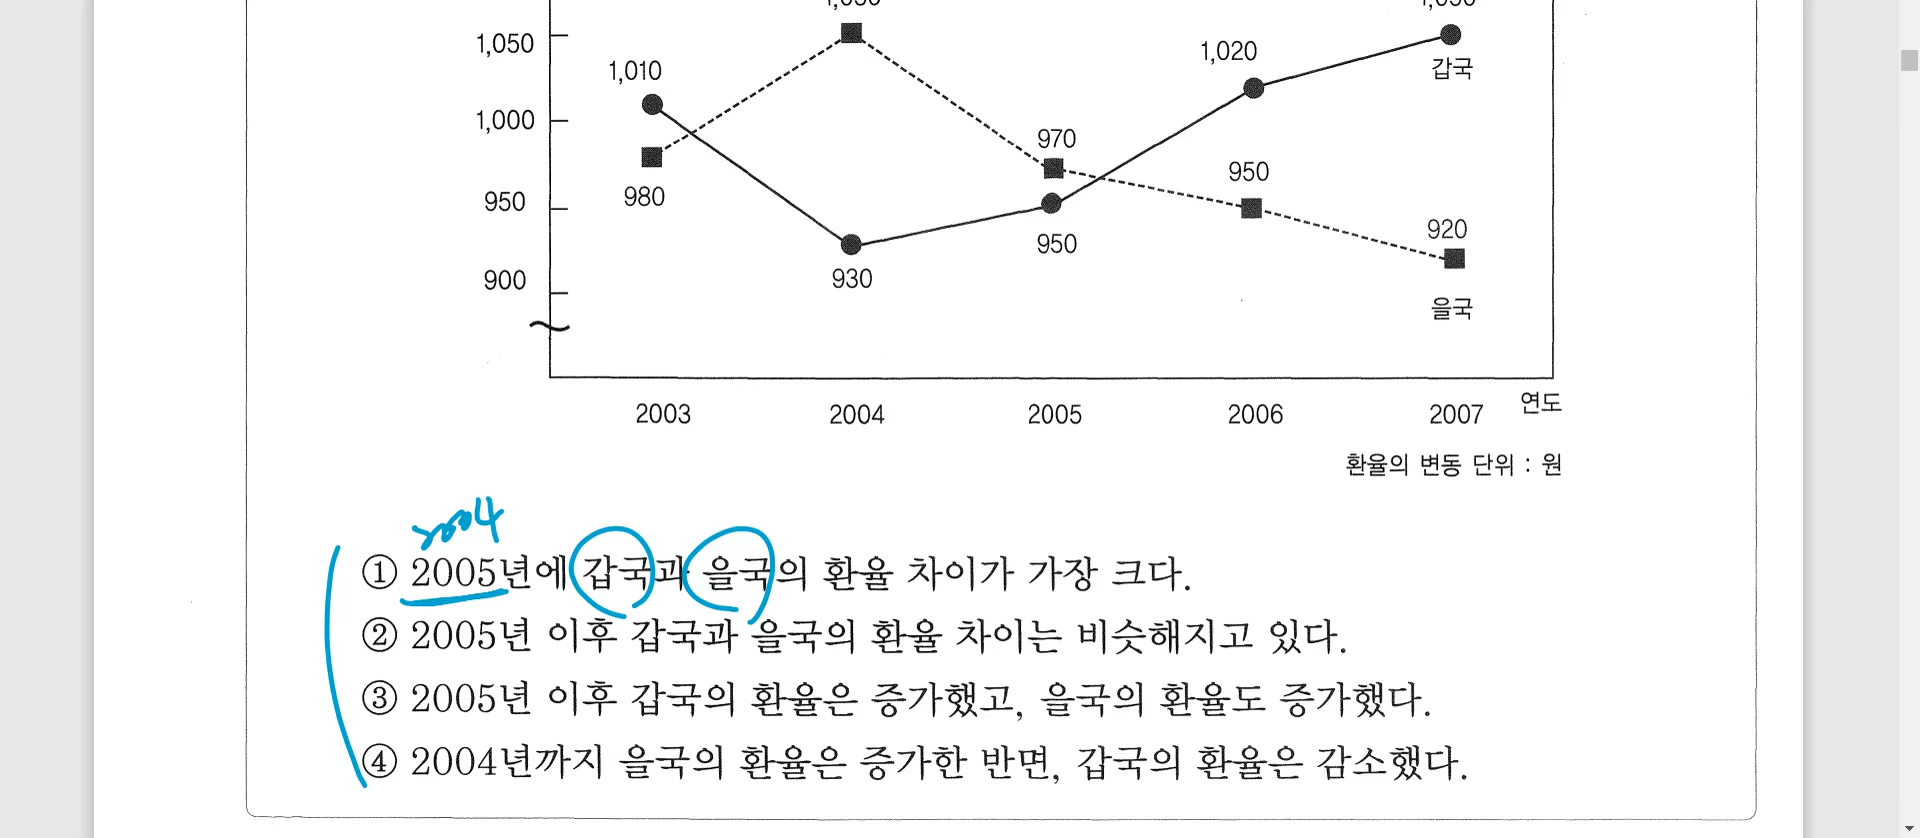 1,050
1,010
1,020
갑국
1,000
970
950
980
950
950
920
930
900
을국
2003 2004 2005 2006 2007 연도
환율의 변동 단위 : 원
2004
① 2005년에 갑국과 을국의 환율 차이가 가장 크다.
② 2005년 이후 갑국과 을국의 환율 차이는 비슷해지고 있다.
③ 2005년 이후 갑국의 환율은 증가했고, 을국의 환율도 증가했다.
④ 2004년까지 을국의 환율은 증가한 반면, 갑국의 환율은 감소했다.